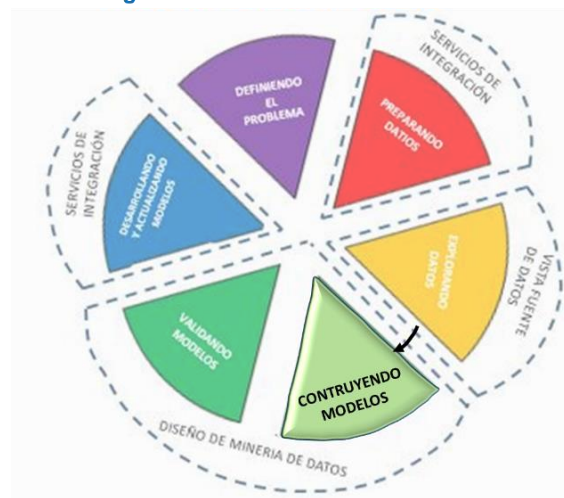 DEFINIENDO
EL
PROBLEMA
SERVICIOS DE
INTEGRACIÓN
PREPARANDO
DATIOS
VISTA FUENTE
DE DATOS
EXPLORANDO
DATOS
CONTRUYENDO
MODELOS
DISEÑO DE MINERIA DE DATOS
VALIDANDO
MODELOS
SERVICIOS DE
INTEGRACIÓN
DESARROLLANDO
Y ACTUALIZANDO
MODELOS